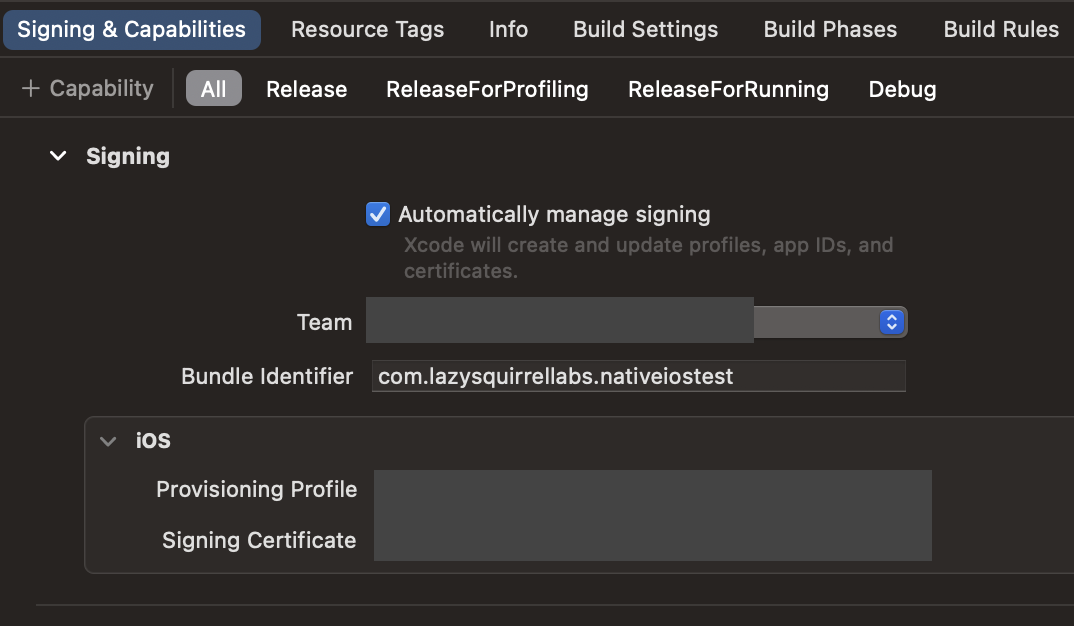 Signing & Capabilities Resource Tags Info Build Settings Build Phases Build Rules
+ Capability All Release ReleaseForProfiling ReleaseForRunning Debug
Signing
Automatically manage signing
Xcode will create and update profiles, app IDs, and
certificates.
Team
Bundle Identifier com.lazysquirrellabs.nativeiostest
iOS
Provisioning Profile
Signing Certificate